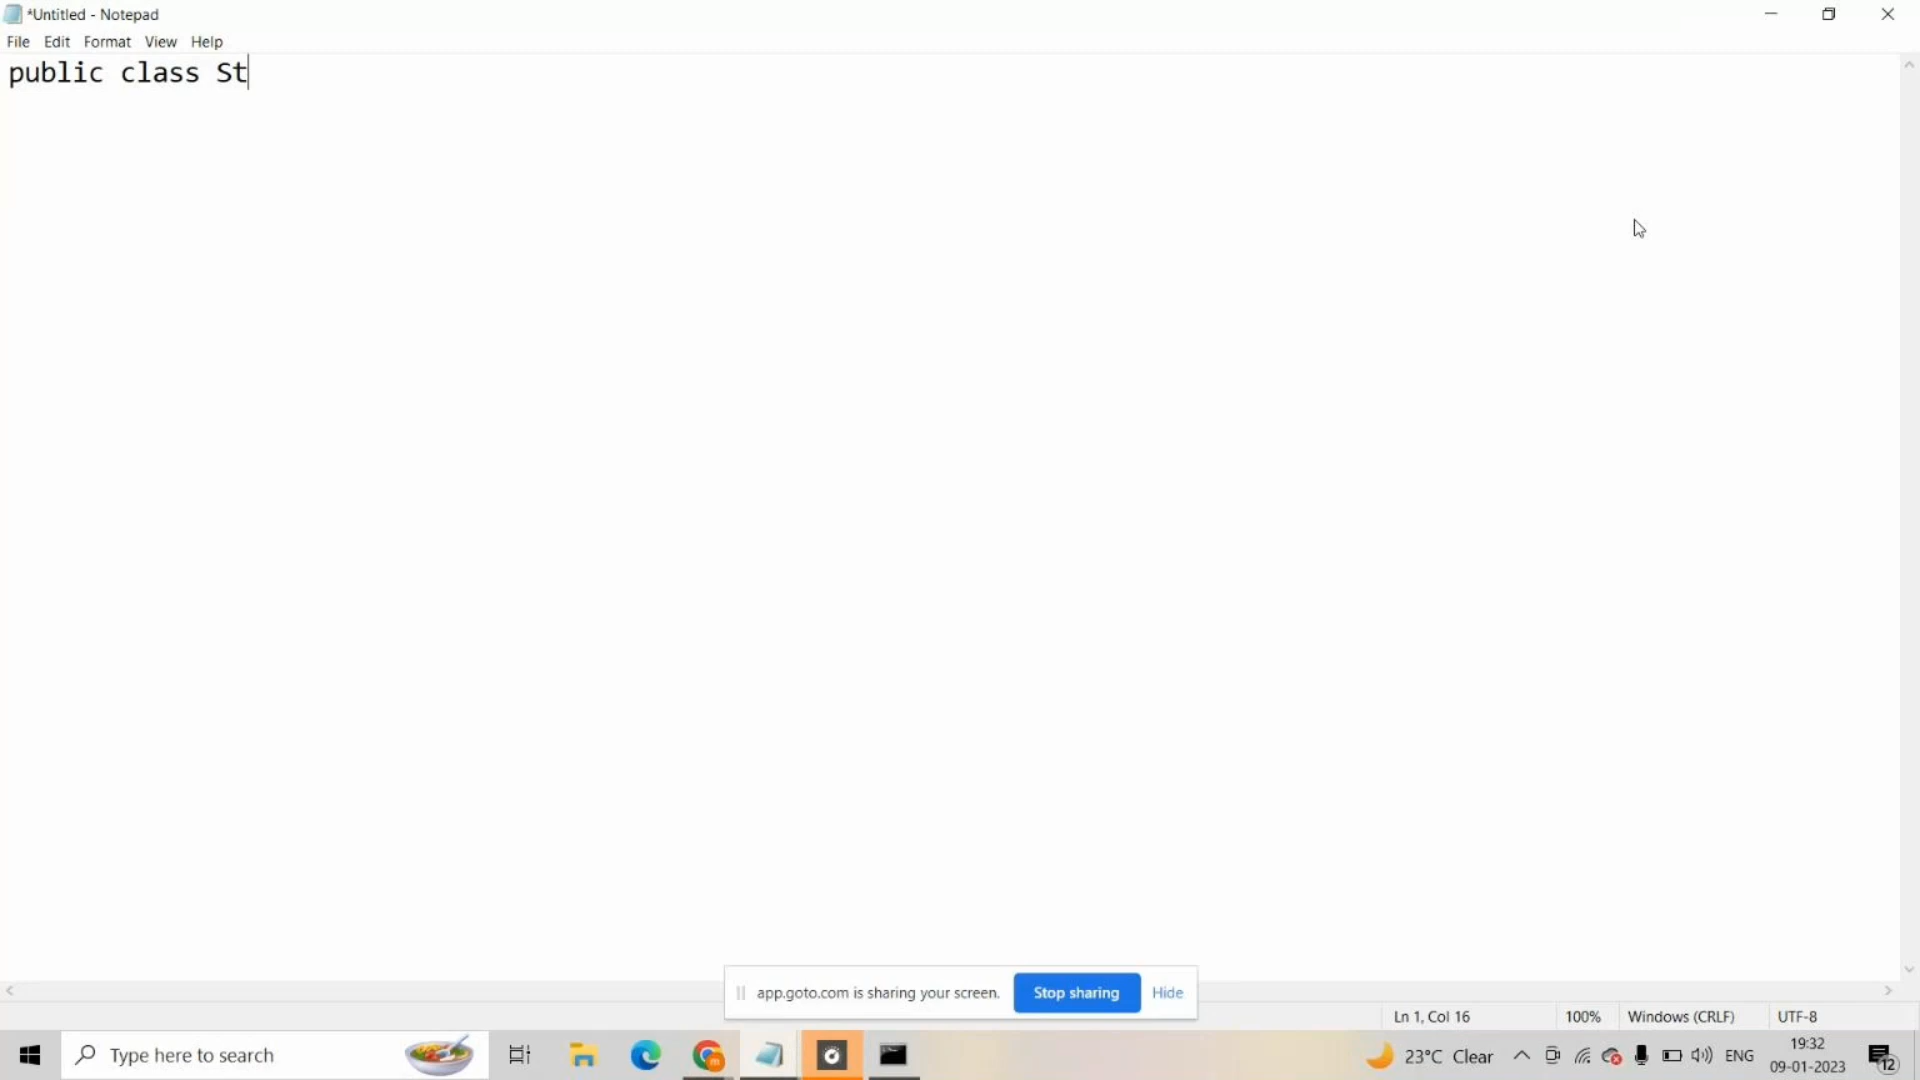 *Untitled - Notepad
File Edit Format View Help
public class St
app.goto.com is sharing your screen. Stop sharing Hide
Ln 1, Col 16 100% Windows (CRLF) UTF-8
Type here to search 23°C Clear ENG 19:32
09-01-2023 12